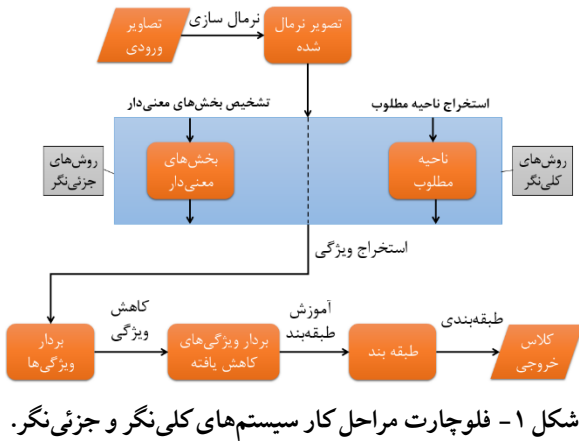 تصاویر
ورودی
نرمال سازی
تصویر نرمال
شده
استخراج ناحیه مطلوب
تشخیص بخش‌های معنی‌دار
روش‌های
کلی‌نگر
ناحیه
مطلوب
بخش‌های
معنی‌دار
روش‌های
جزئی‌نگر
استخراج ویژگی
بردار
ویژگی‌ها
کاهش
ویژگی
بردار ویژگی‌های
کاهش یافته
آموزش
طبقه‌بند
طبقه بند
طبقه‌بندی
کلاس
خروجی
شکل ۱- فلوچارت مراحل کار سیستم‌های کلی‌نگر و جزئی‌نگر.